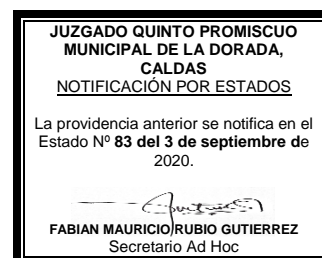 JUZGADO QUINTO PROMISCUO
MUNICIPAL DE LA DORADA,
CALDAS
NOTIFICACIÓN POR ESTADOS
La providencia anterior se notifica en el
Estado Nº 83 del 3 de septiembre de
2020.
FABIAN MAURICIO RUBIO GUTIERREZ
Secretario Ad Hoc